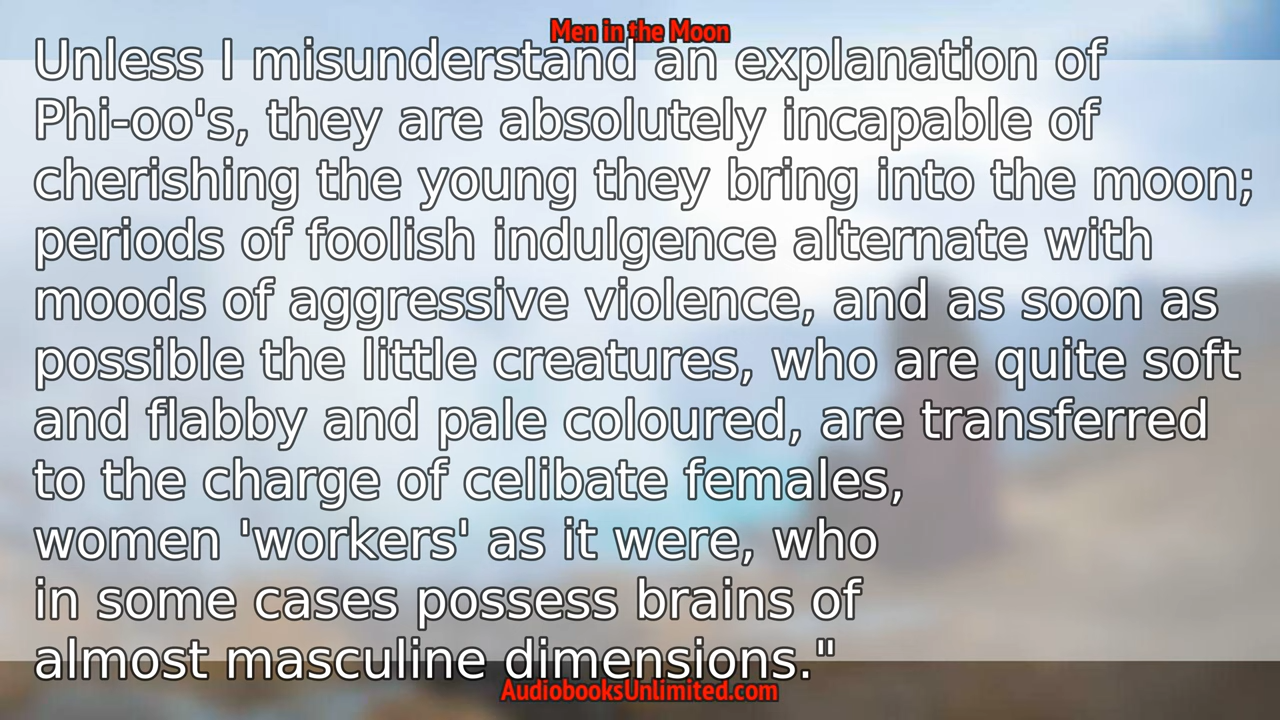 Men in the Moon
Unless I misunderstand an explanation of
Phi-oo's, they are absolutely incapable of
cherishing the young they bring into the moon;
periods of foolish indulgence alternate with
moods of aggressive violence, and as soon as
possible the little creatures, who are quite soft
and flabby and pale coloured, are transferred
to the charge of celibate females,
women 'workers' as it were, who
in some cases possess brains of
almost masculine dimensions."
AudiobooksUnlimited.com